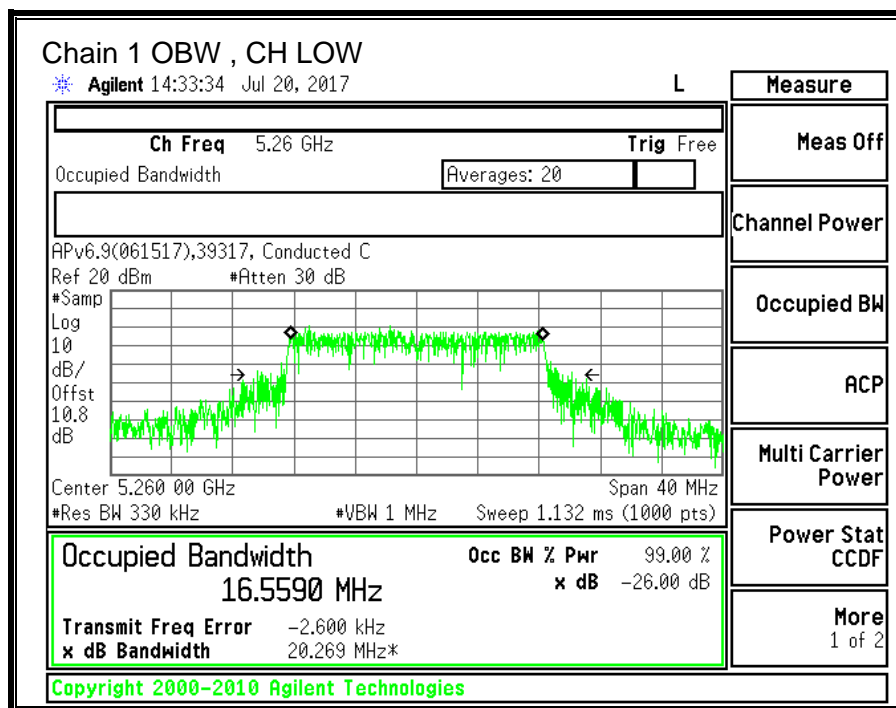 Chain 1 OBW , CH LOW
Agilent 14:33:34 Jul 20, 2017 L
Measure
Ch Freq 5.26 GHz Trig Free
Meas Off
Occupied Bandwidth Averages: 20
Channel Power
APv6.9(061517),39317, Conducted C
Ref 20 dBm #Atten 30 dB
#Samp
Log
10
dB/
Offst
10.8
dB
Occupied BW
ACP
Multi Carrier
Power
Center 5.260 00 GHz Span 40 MHz
#Res BW 330 kHz #VBW 1 MHz Sweep 1.132 ms (1000 pts)
Power Stat
CCDF
Occupied Bandwidth Occ BW % Pwr 99.00 %
16.5590 MHz x dB -26.00 dB
Transmit Freq Error -2.600 kHz
x dB Bandwidth 20.269 MHz*
More
1 of 2
Copyright 2000-2010 Agilent Technologies